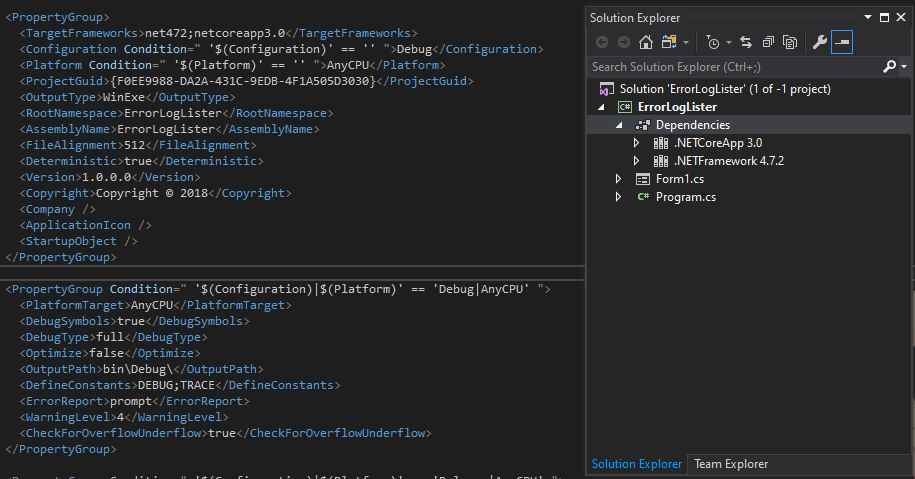 <PropertyGroup>
<TargetFrameworks>net472;netcoreapp3.0</TargetFrameworks>
<Configuration Condition=" '$(Configuration)' == '' ">Debug</Configuration>
<Platform Condition=" '$(Platform)' == '' ">AnyCPU</Platform>
<ProjectGuid>{F0EE9988-DA2A-431C-9EDB-4F1A505D3030}</ProjectGuid>
<OutputType>WinExe</OutputType>
<RootNamespace>ErrorLogLister</RootNamespace>
<AssemblyName>ErrorLogLister</AssemblyName>
<FileAlignment>512</FileAlignment>
<Deterministic>true</Deterministic>
<Version>1.0.0.0</Version>
<Copyright>Copyright © 2018</Copyright>
<Company />
<ApplicationIcon />
<StartupObject />
</PropertyGroup>
<PropertyGroup Condition=" '$(Configuration)|$(Platform)' == 'Debug|AnyCPU' ">
<PlatformTarget>AnyCPU</PlatformTarget>
<DebugSymbols>true</DebugSymbols>
<DebugType>full</DebugType>
<Optimize>false</Optimize>
<OutputPath>bin\Debug\</OutputPath>
<DefineConstants>DEBUG;TRACE</DefineConstants>
<ErrorReport>prompt</ErrorReport>
<WarningLevel>4</WarningLevel>
<CheckForOverflowUnderflow>true</CheckForOverflowUnderflow>
</PropertyGroup>
Solution Explorer
Search Solution Explorer (Ctrl+;)
Solution 'ErrorLogLister' (1 of -1 project)
C# ErrorLogLister
Dependencies
.NETCoreApp 3.0
.NETFramework 4.7.2
Form1.cs
C# Program.cs
Solution Explorer Team Explorer